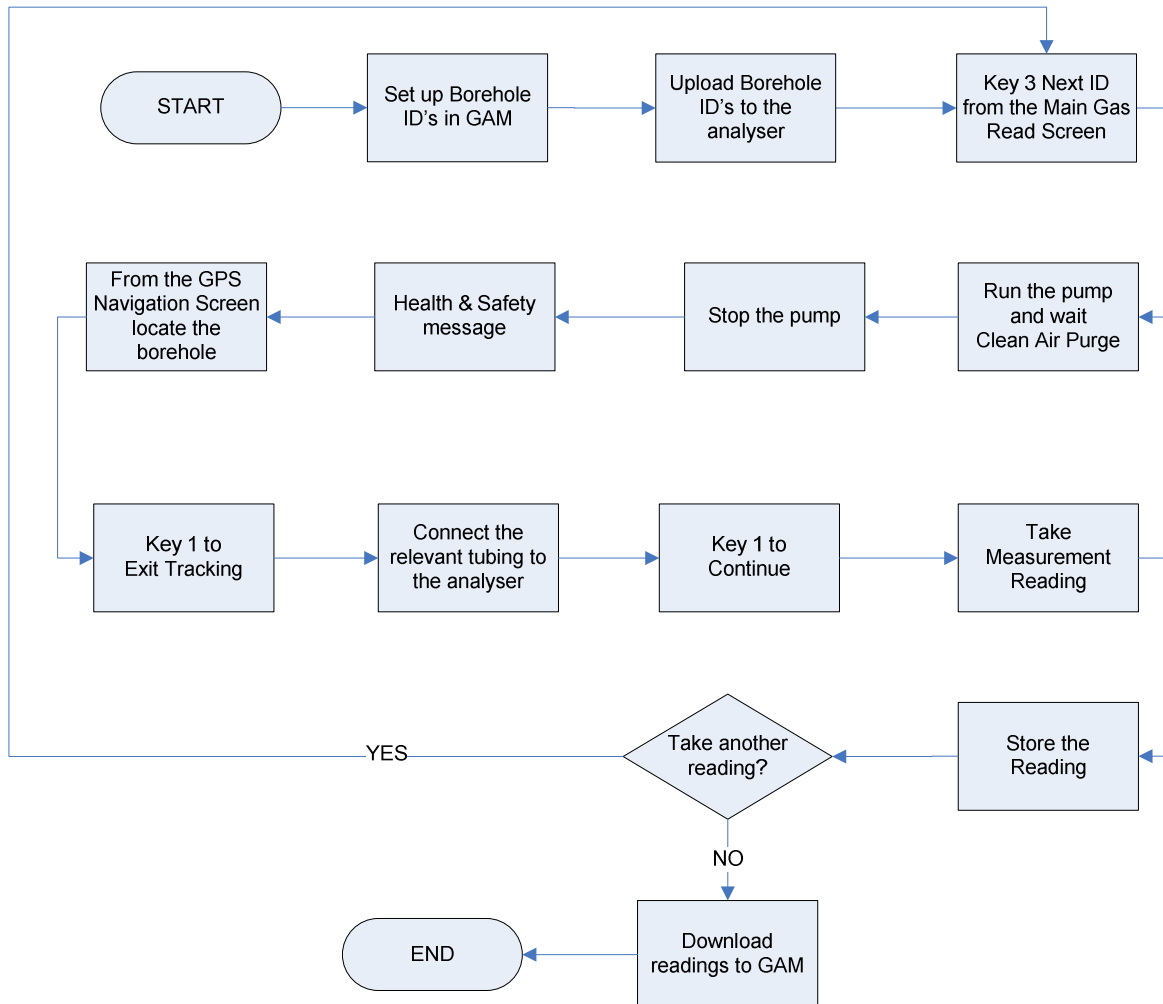 START
Set up Borehole
ID's in GAM
Upload Borehole
ID's to the
analyser
Key 3 Next ID
from the Main Gas
Read Screen
From the GPS
Navigation Screen
locate the
borehole
Health & Safety
message
Stop the pump
Run the pump
and wait
Clean Air Purge
Key 1 to
Exit Tracking
Connect the
relevant tubing to
the analyser
Key 1 to
Continue
Take
Measurement
Reading
YES
Take another
reading?
Store the
Reading
NO
END
Download
readings to GAM